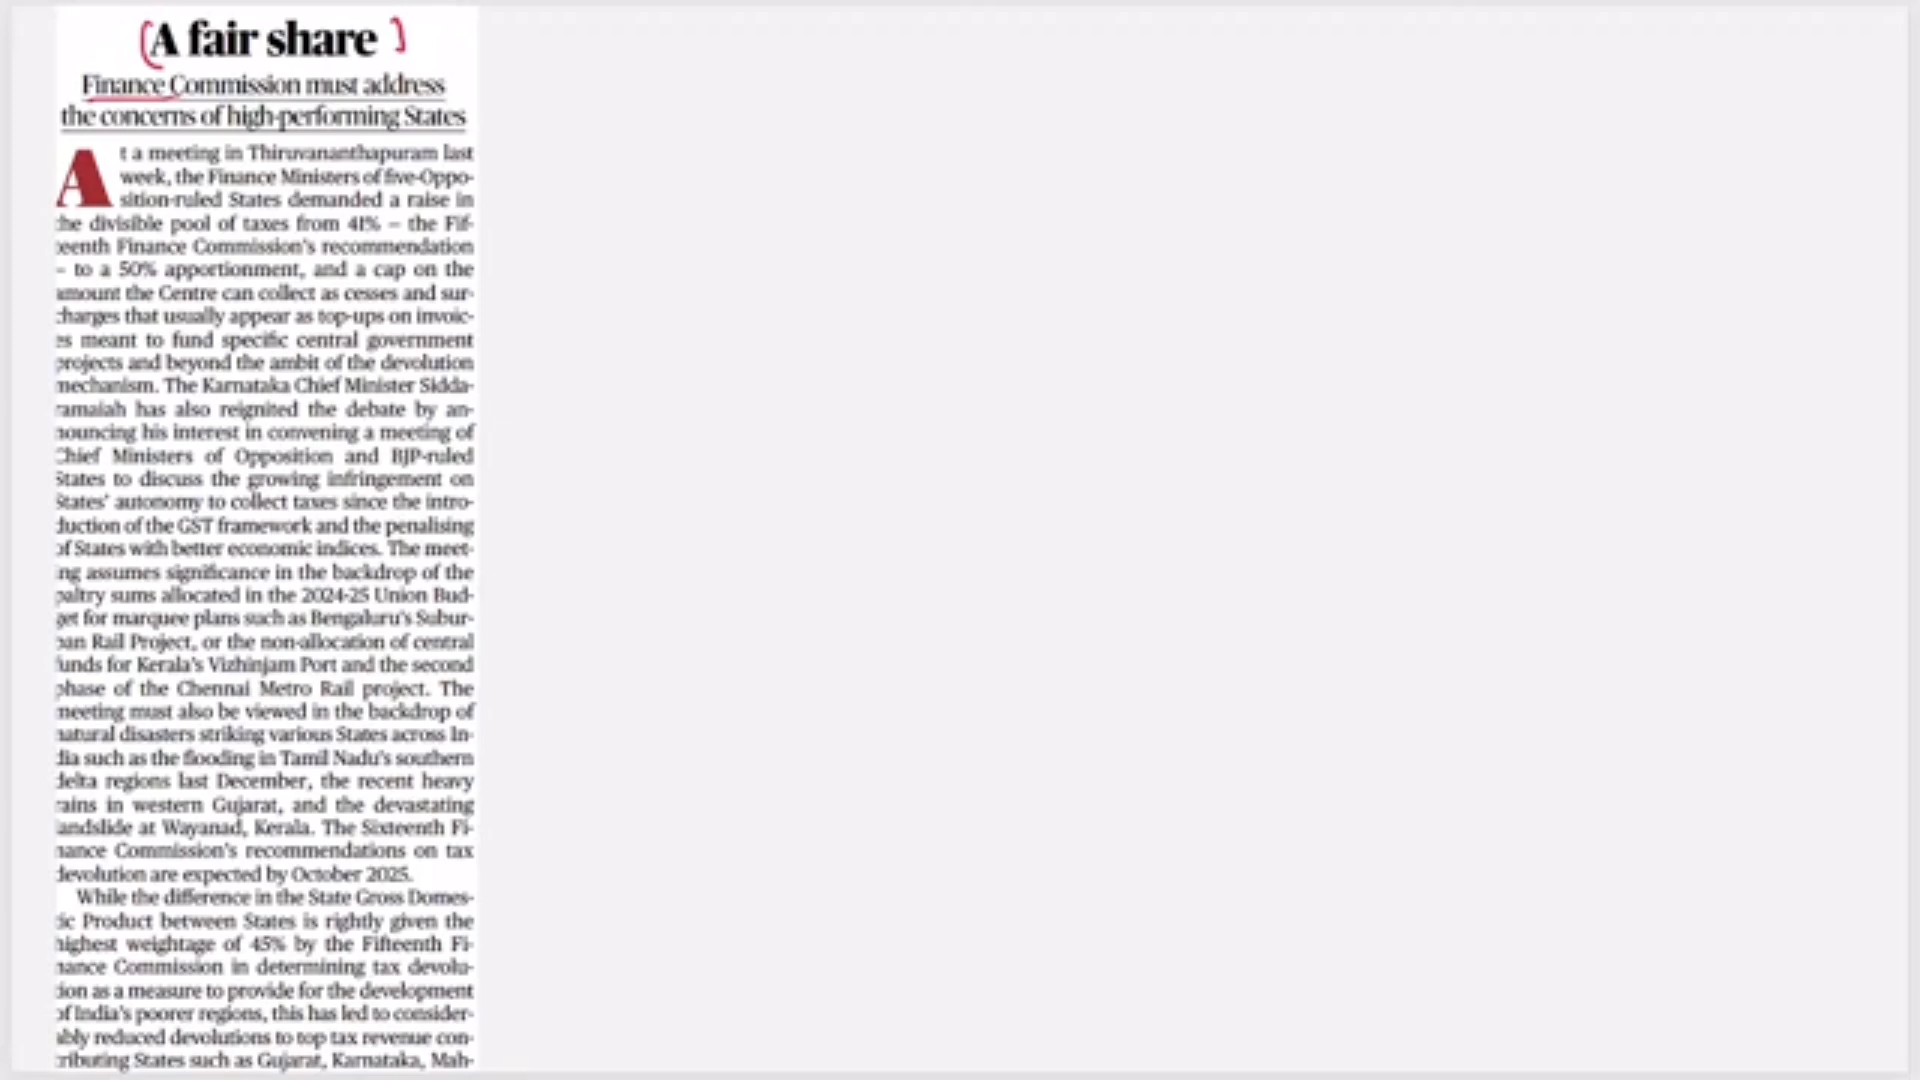 A fair share
Finance Commission must address
the concerns of high-performing States
At a meeting in Thiruvananthapuram last
week, the Finance Ministers of five-Oppo-
sition-ruled States demanded a raise in
the divisible pool of taxes from 41% – the Fif-
teenth Finance Commission's recommendation
– to a 50% apportionment, and a cap on the
amount the Centre can collect as cesses and sur-
charges that usually appear as top-ups on invoic-
es meant to fund specific central government
projects and beyond the ambit of the devolution
mechanism. The Karnataka Chief Minister Sidda-
ramaiah has also reignited the debate by an-
nouncing his interest in convening a meeting of
Chief Ministers of Opposition and BJP-ruled
States to discuss the growing infringement on
States' autonomy to collect taxes since the intro-
duction of the GST framework and the penalising
of States with better economic indices. The meet-
ing assumes significance in the backdrop of the
paltry sums allocated in the 2024-25 Union Bud-
get for marquee plans such as Bengaluru's Subur-
ban Rail Project, or the non-allocation of central
funds for Kerala's Vizhinjam Port and the second
phase of the Chennai Metro Rail project. The
meeting must also be viewed in the backdrop of
natural disasters striking various States across In-
dia such as the flooding in Tamil Nadu's southern
delta regions last December, the recent heavy
rains in western Gujarat, and the devastating
landslide at Wayanad, Kerala. The Sixteenth Fi-
nance Commission's recommendations on tax
devolution are expected by October 2025.
While the difference in the State Gross Domes-
tic Product between States is rightly given the
highest weightage of 45% by the Fifteenth Fi-
nance Commission in determining tax devolu-
tion as a measure to provide for the development
of India's poorer regions, this has led to consider-
ably reduced devolutions to top tax revenue con-
tributing States such as Gujarat, Karnataka, Mah-